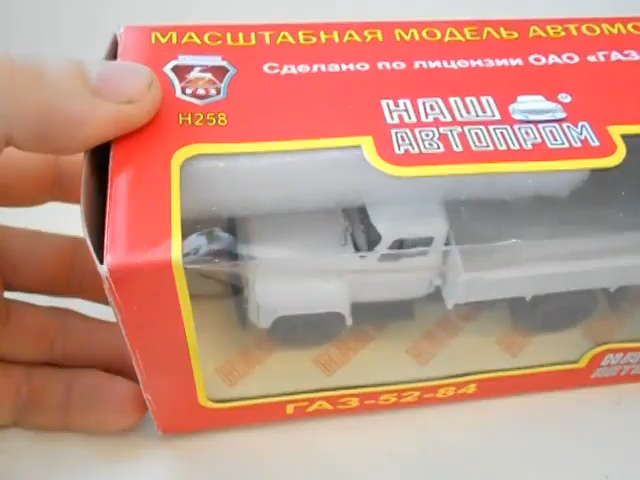 МАСШТАБНАЯ МОДЕЛЬ АВТОМО
Сделано по лицензии ОАО «ГАЗ
ГАЗ
Н258
НАШ
АВТОПРОМ
ГАЗ-52-84